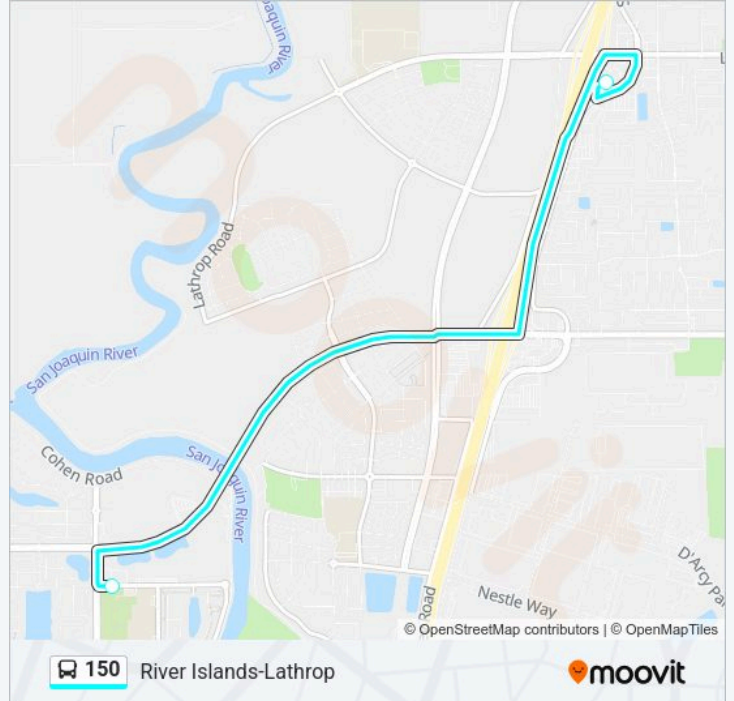 San Joaquin River
Lathrop Road
San Joaquin River
San Joaquin River
Cohen Road
D'Arcy Pa
Nestle Way
Road
© OpenStreetMap contributors | © OpenMapTiles
150 River Islands-Lathrop
moovit